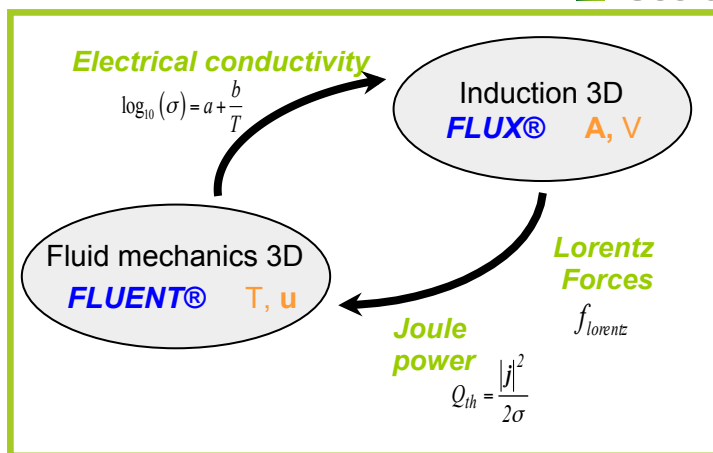 Electrical conductivity
log₁₀ (σ) = a + b/T
Induction 3D
FLUX® A, V
Fluid mechanics 3D
FLUENT® T, u
Lorentz
Forces
f_lorentz
Joule
power
Q_th = |j|² / 2σ